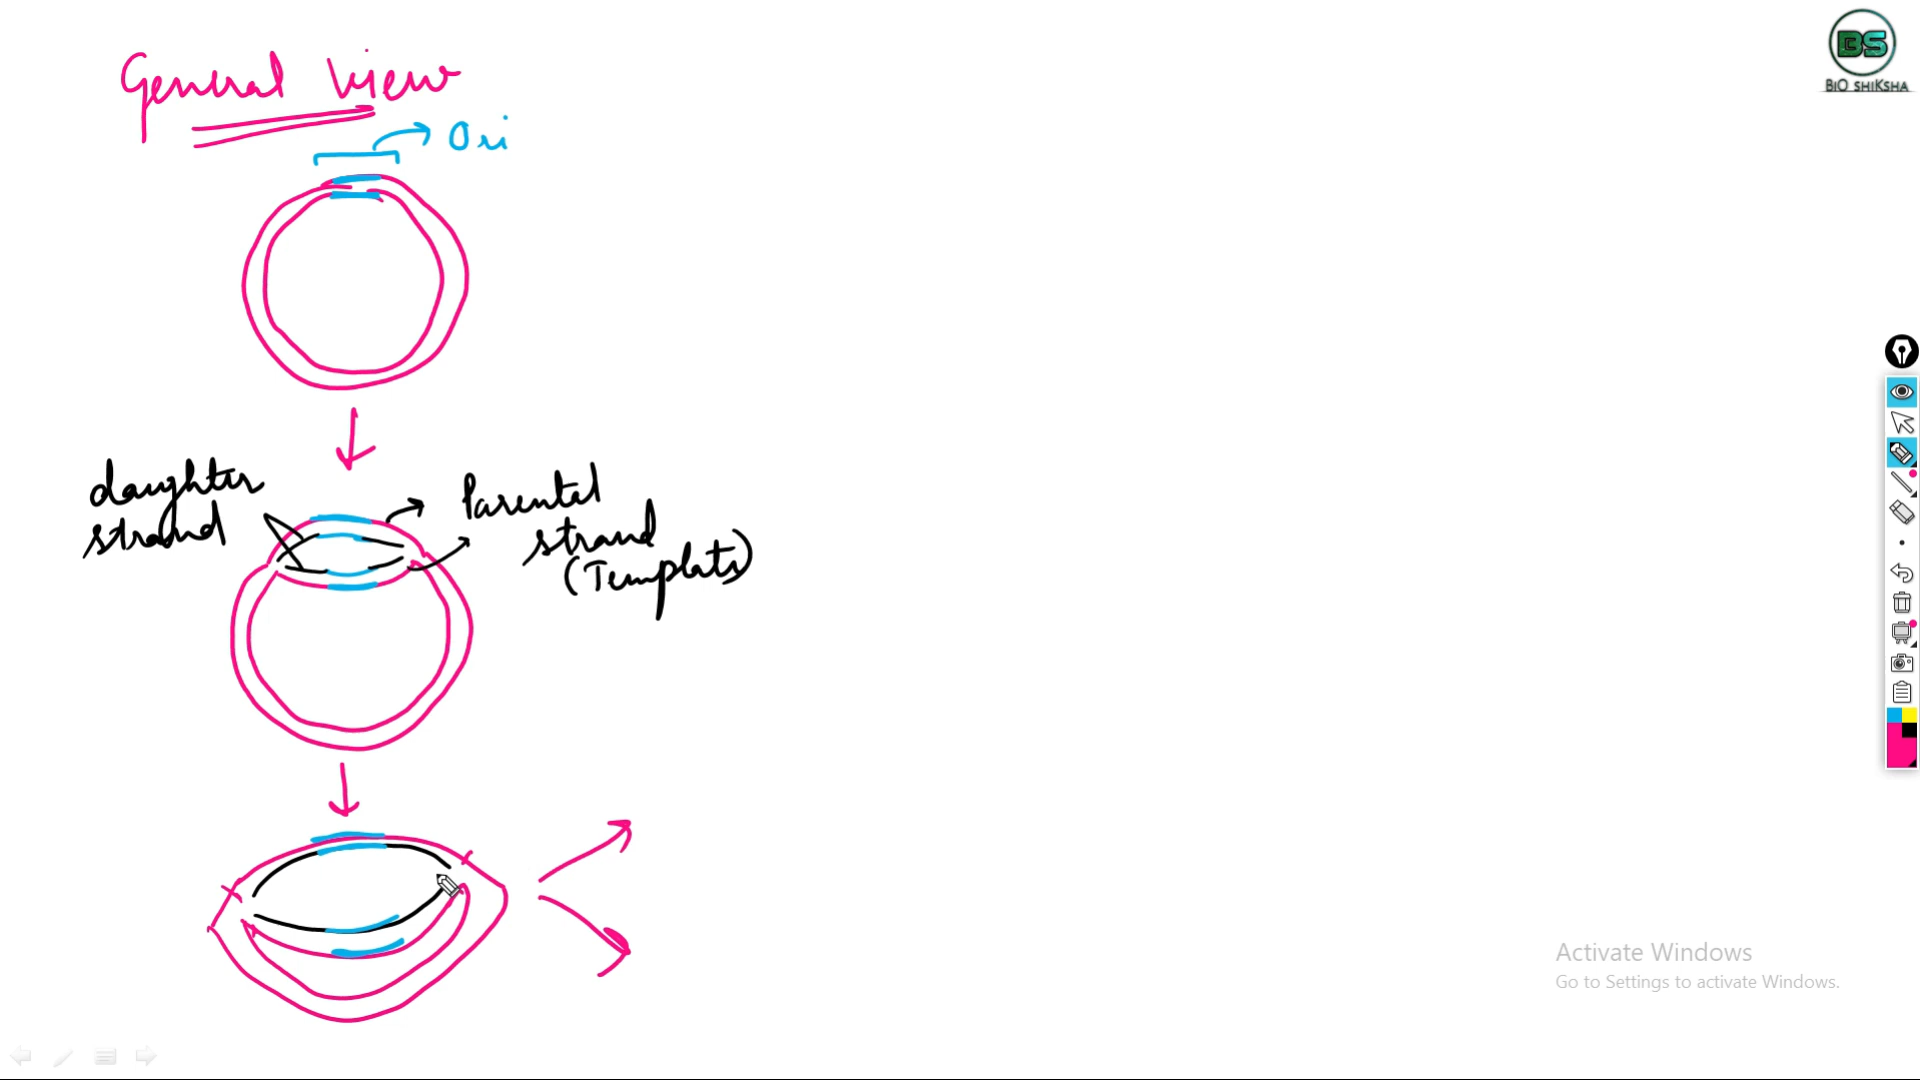 General View
Ori
daughter
strand
Parental
strand
(Template)
BS
BIO SHIKSHA
Activate Windows
Go to Settings to activate Windows.